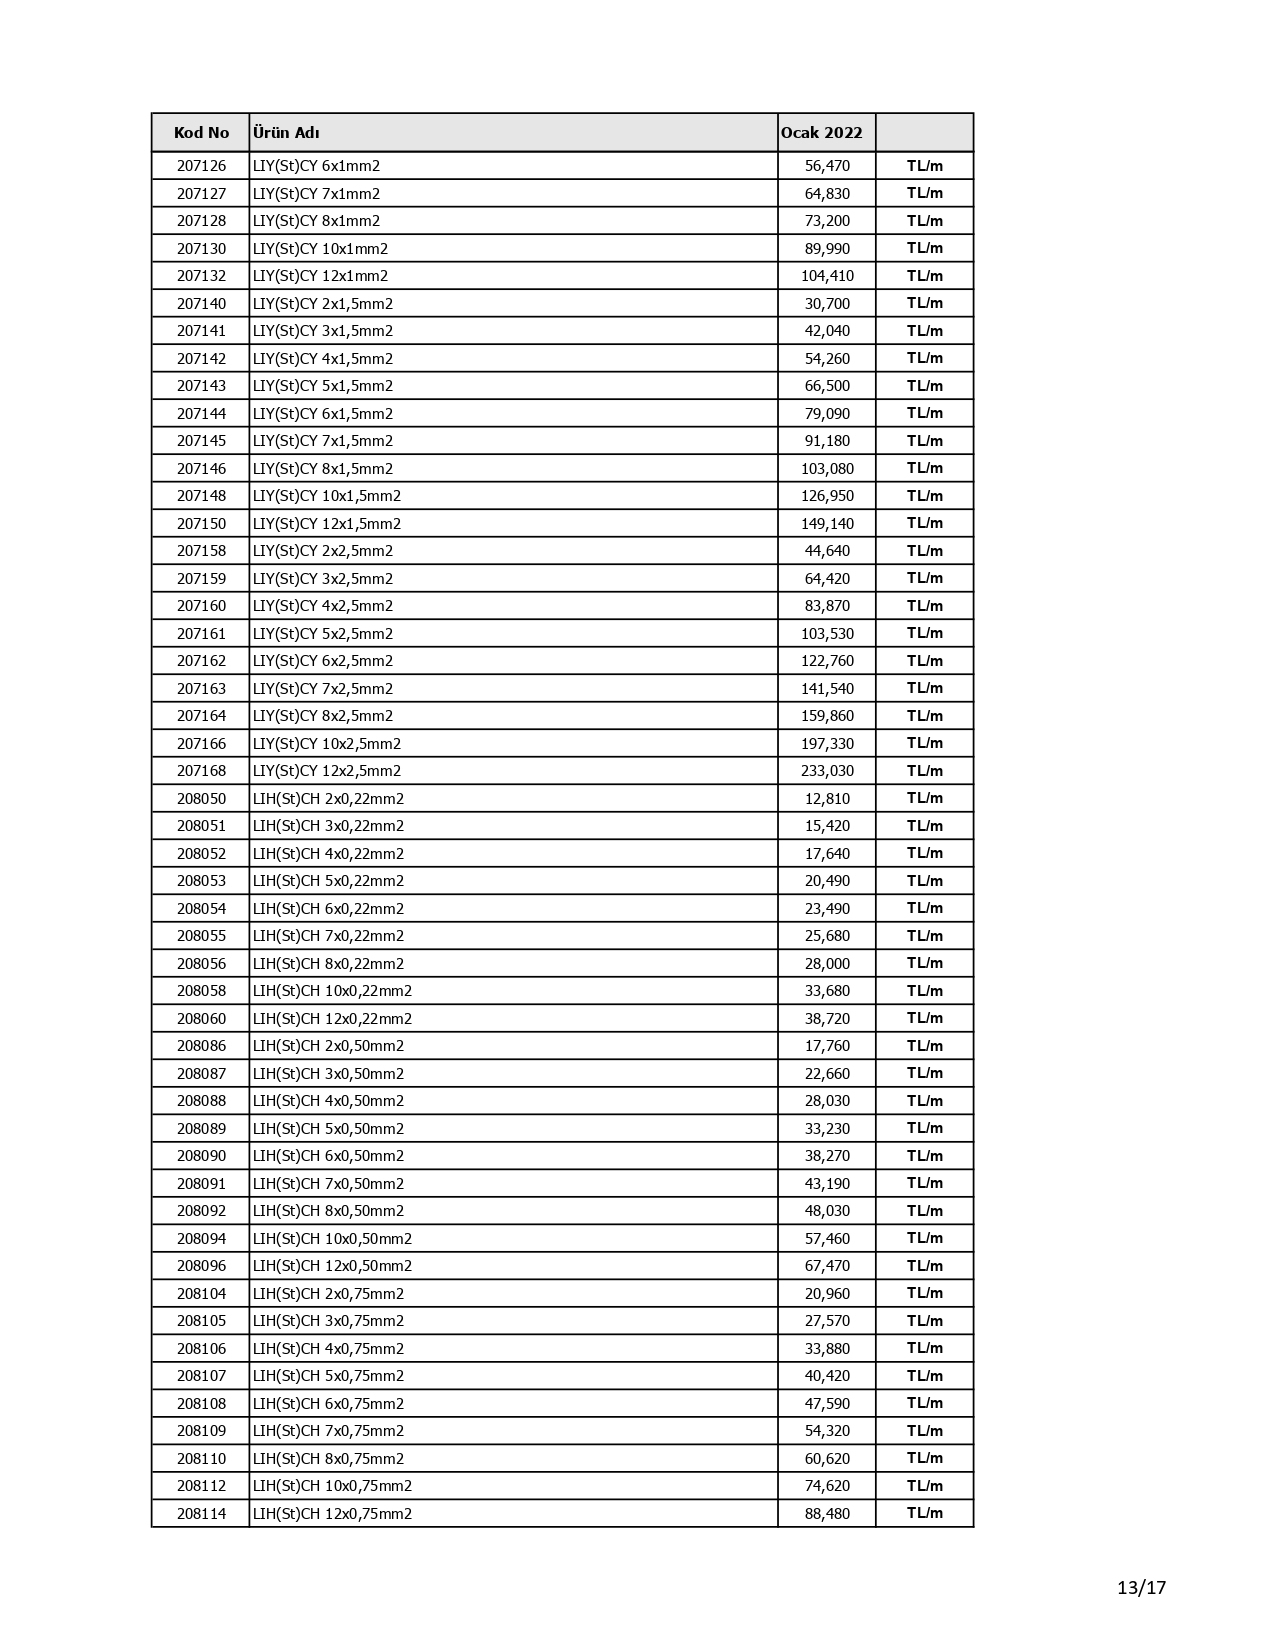 Kod No Ürün Adı Ocak 2022
207126 LIY(St)CY 6x1mm2 56,470 TL/m
207127 LIY(St)CY 7x1mm2 64,830 TL/m
207128 LIY(St)CY 8x1mm2 73,200 TL/m
207130 LIY(St)CY 10x1mm2 89,990 TL/m
207132 LIY(St)CY 12x1mm2 104,410 TL/m
207140 LIY(St)CY 2x1,5mm2 30,700 TL/m
207141 LIY(St)CY 3x1,5mm2 42,040 TL/m
207142 LIY(St)CY 4x1,5mm2 54,260 TL/m
207143 LIY(St)CY 5x1,5mm2 66,500 TL/m
207144 LIY(St)CY 6x1,5mm2 79,090 TL/m
207145 LIY(St)CY 7x1,5mm2 91,180 TL/m
207146 LIY(St)CY 8x1,5mm2 103,080 TL/m
207148 LIY(St)CY 10x1,5mm2 126,950 TL/m
207150 LIY(St)CY 12x1,5mm2 149,140 TL/m
207158 LIY(St)CY 2x2,5mm2 44,640 TL/m
207159 LIY(St)CY 3x2,5mm2 64,420 TL/m
207160 LIY(St)CY 4x2,5mm2 83,870 TL/m
207161 LIY(St)CY 5x2,5mm2 103,530 TL/m
207162 LIY(St)CY 6x2,5mm2 122,760 TL/m
207163 LIY(St)CY 7x2,5mm2 141,540 TL/m
207164 LIY(St)CY 8x2,5mm2 159,860 TL/m
207166 LIY(St)CY 10x2,5mm2 197,330 TL/m
207168 LIY(St)CY 12x2,5mm2 233,030 TL/m
208050 LIH(St)CH 2x0,22mm2 12,810 TL/m
208051 LIH(St)CH 3x0,22mm2 15,420 TL/m
208052 LIH(St)CH 4x0,22mm2 17,640 TL/m
208053 LIH(St)CH 5x0,22mm2 20,490 TL/m
208054 LIH(St)CH 6x0,22mm2 23,490 TL/m
208055 LIH(St)CH 7x0,22mm2 25,680 TL/m
208056 LIH(St)CH 8x0,22mm2 28,000 TL/m
208058 LIH(St)CH 10x0,22mm2 33,680 TL/m
208060 LIH(St)CH 12x0,22mm2 38,720 TL/m
208086 LIH(St)CH 2x0,50mm2 17,760 TL/m
208087 LIH(St)CH 3x0,50mm2 22,660 TL/m
208088 LIH(St)CH 4x0,50mm2 28,030 TL/m
208089 LIH(St)CH 5x0,50mm2 33,230 TL/m
208090 LIH(St)CH 6x0,50mm2 38,270 TL/m
208091 LIH(St)CH 7x0,50mm2 43,190 TL/m
208092 LIH(St)CH 8x0,50mm2 48,030 TL/m
208094 LIH(St)CH 10x0,50mm2 57,460 TL/m
208096 LIH(St)CH 12x0,50mm2 67,470 TL/m
208104 LIH(St)CH 2x0,75mm2 20,960 TL/m
208105 LIH(St)CH 3x0,75mm2 27,570 TL/m
208106 LIH(St)CH 4x0,75mm2 33,880 TL/m
208107 LIH(St)CH 5x0,75mm2 40,420 TL/m
208108 LIH(St)CH 6x0,75mm2 47,590 TL/m
208109 LIH(St)CH 7x0,75mm2 54,320 TL/m
208110 LIH(St)CH 8x0,75mm2 60,620 TL/m
208112 LIH(St)CH 10x0,75mm2 74,620 TL/m
208114 LIH(St)CH 12x0,75mm2 88,480 TL/m
13/17